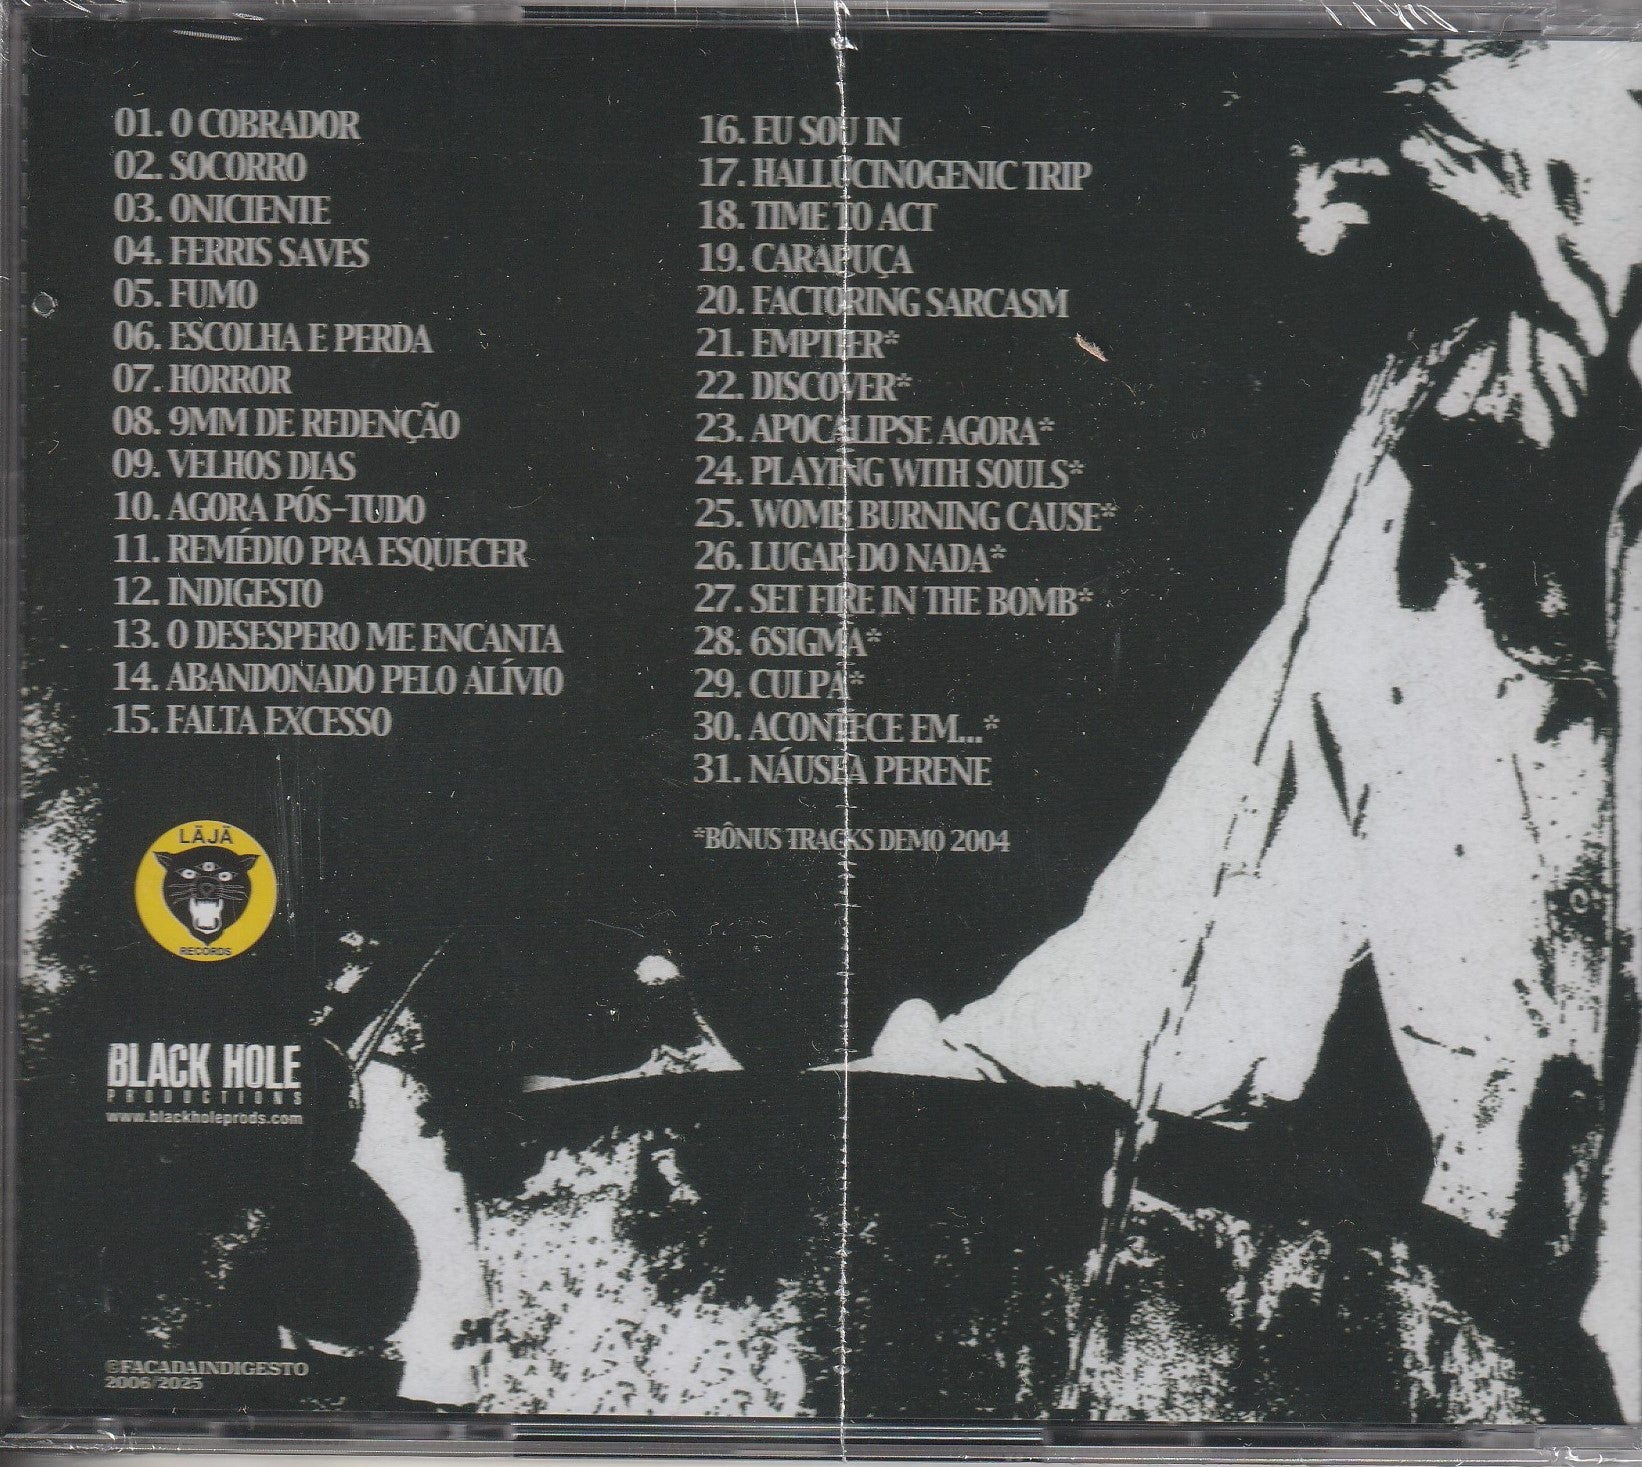 01. O COBRADOR
02. SOCORRO
03. ONICIENTE
04. FERRIS SAVES
05. FUMO
06. ESCOLHA E PERDA
07. HORROR
08. 9MM DE REDENÇÃO
09. VELHOS DIAS
10. AGORA PÓS-TUDO
11. REMÉDIO PRA ESQUECER
12. INDIGESTO
13. O DESESPERO ME ENCANTA
14. ABANDONADO PELO ALÍVIO
15. FALTA EXCESSO
16. EU SOU IN
17. HALLUCINOGENIC TRIP
18. TIME TO ACT
19. CARAPUÇA
20. FACTORING SARCASM
21. EMPTIER*
22. DISCOVER*
23. APOCALIPSE AGORA*
24. PLAYING WITH SOULS*
25. WOMB BURNING CAUSE*
26. LUGAR DO NADA*
27. SET FIRE IN THE BOMB*
28. 6SIGMA*
29. CULPA*
30. ACONTECE EM...*
31. NÁUSEA PERENE
*BÔNUS TRACKS DEMO 2004
LÄJÄ
RECORDS
BLACK HOLE
PRODUCTIONS
www.blackholeprods.com
©FACADAINDIGESTO
2006/2025